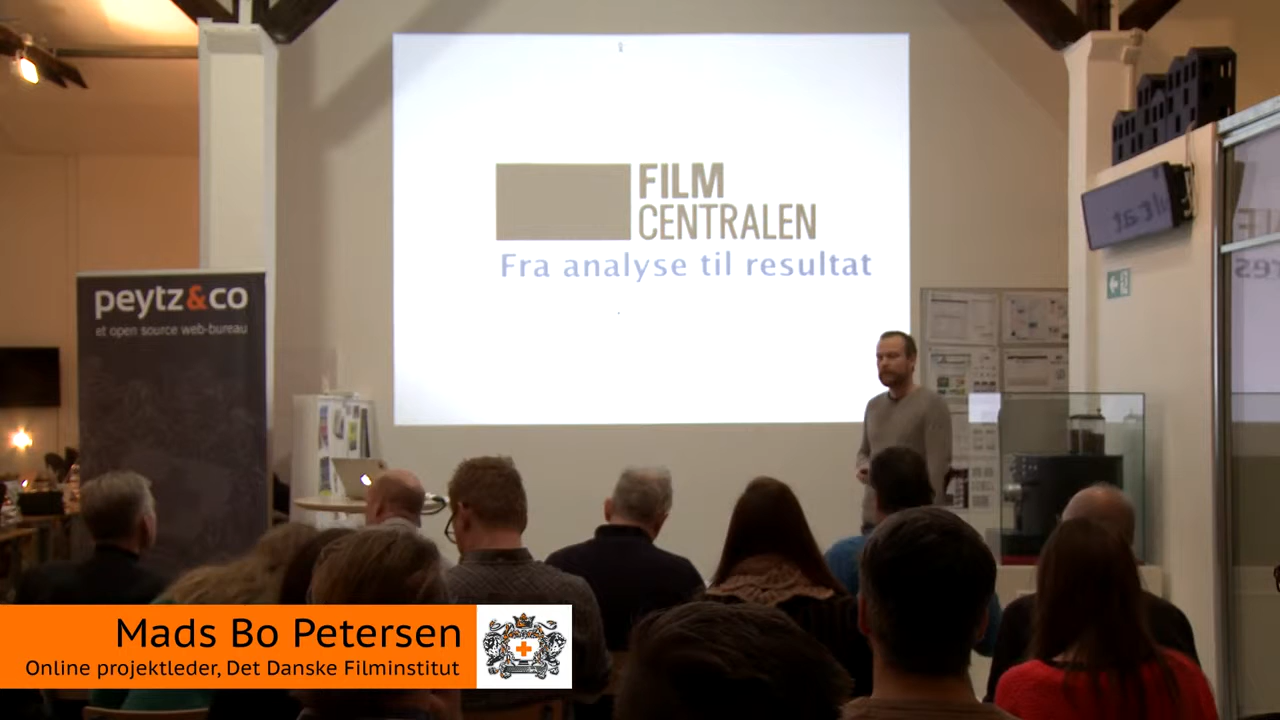 FILM
CENTRALEN
Fra analyse til resultat
peytz&co
et open source web-bureau
Mads Bo Petersen
Online projektleder, Det Danske Filminstitut